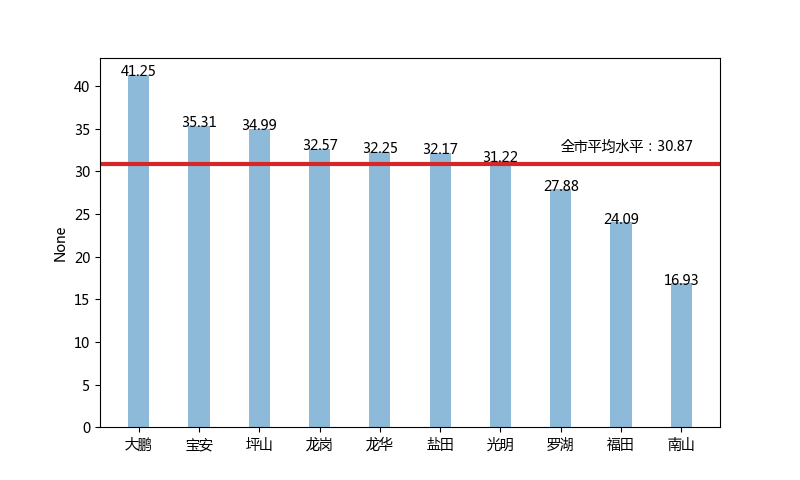 41.25
35.31
34.99
32.57
32.25
32.17
31.22
27.88
24.09
16.93
全市平均水平：30.87
None
40
35
30
25
20
15
10
5
0
大鹏
宝安
坪山
龙岗
龙华
盐田
光明
罗湖
福田
南山